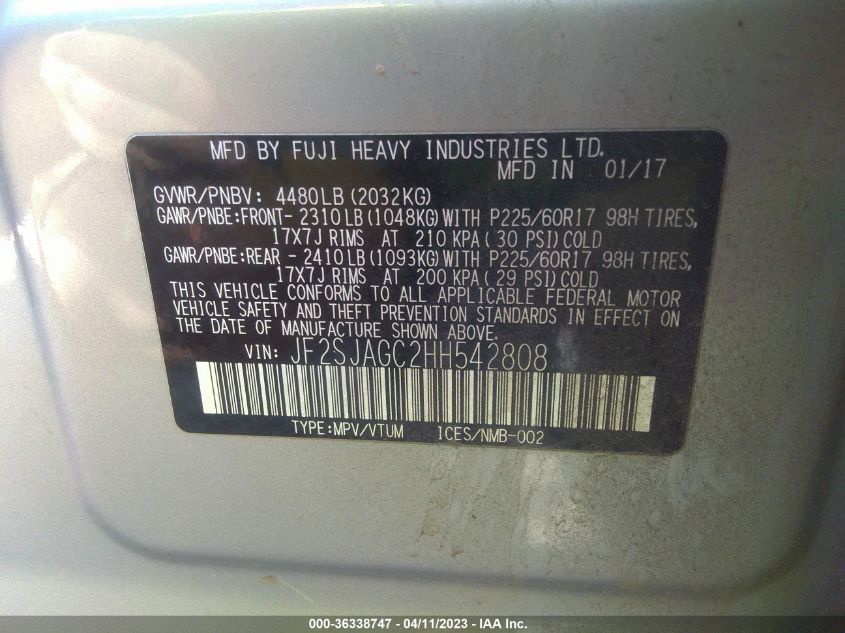 MFD BY FUJI HEAVY INDUSTRIES LTD.
MFD IN 01/17
GVWR/PNBV: 4480LB(2032KG)
GAWR/PNBE:FRONT- 2310LB(1048KG)WITH P225/60R17 98H TIRES,
17X7J RIMS AT 210 KPA(30 PSI)COLD
GAWR/PNBE:REAR - 2410LB(1093KG)WITH P225/60R17 98H TIRES,
17X7J RIMS AT 200 KPA(29 PSI)COLD
THIS VEHICLE CONFORMS TO ALL APPLICABLE FEDERAL MOTOR
VEHICLE SAFETY AND THEFT PREVENTION STANDARDS IN EFFECT ON
THE DATE OF MANUFACTURE SHOWN ABOVE.
VIN: JF2SJAGC2HH542808
TYPE:MPV/VTUM ICES/NMB-002
000-36338747 - 04/11/2023 - IAA Inc.